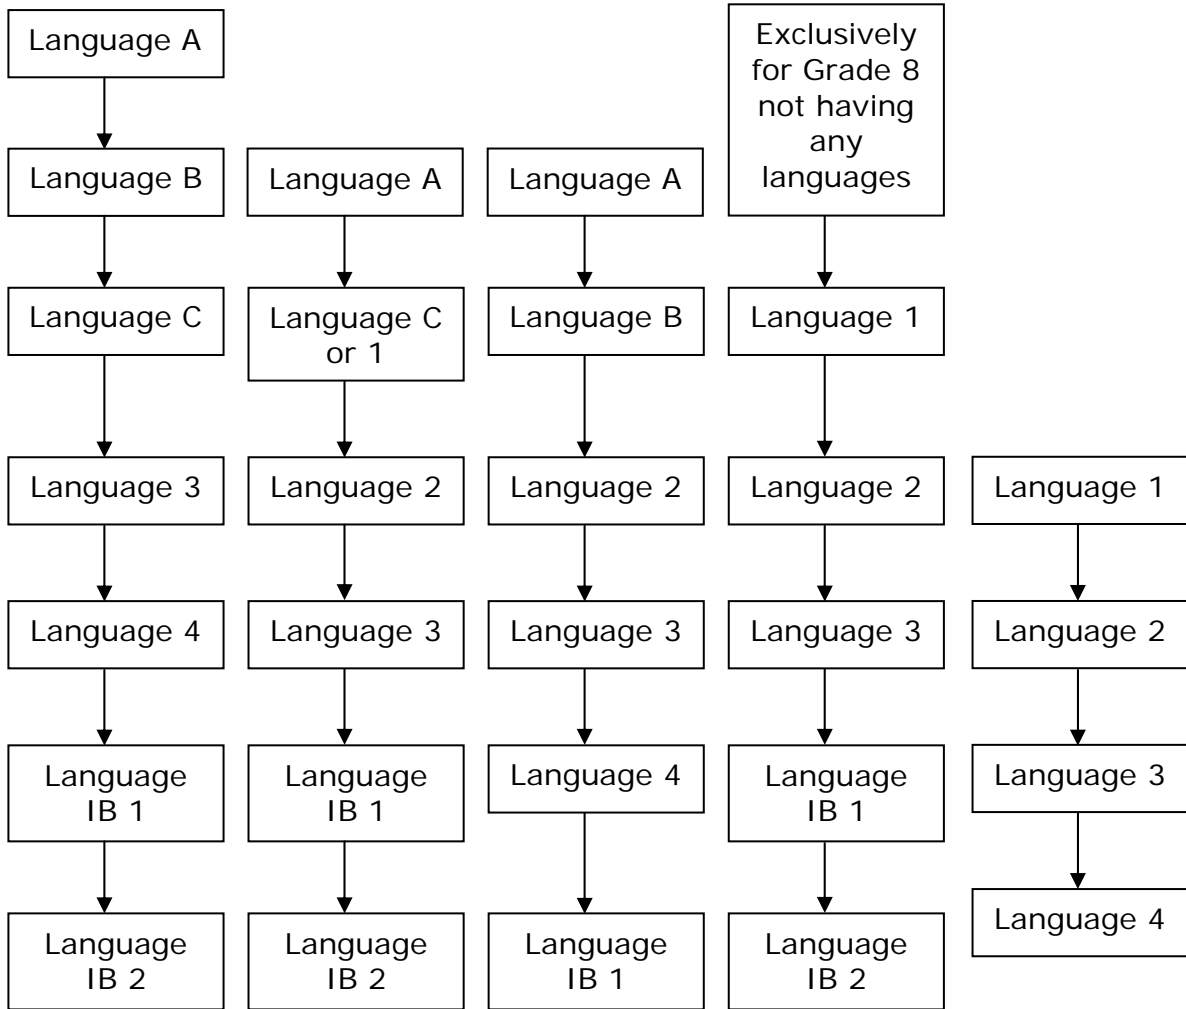 Language A
Language B
Language C
Language 3
Language 4
Language
IB 1
Language
IB 2
Language A
Language C
or 1
Language 2
Language 3
Language
IB 1
Language
IB 2
Language A
Language B
Language 2
Language 3
Language 4
Language
IB 1
Exclusively
for Grade 8
not having
any
languages
Language 1
Language 2
Language 3
Language
IB 1
Language
IB 2
Language 1
Language 2
Language 3
Language 4